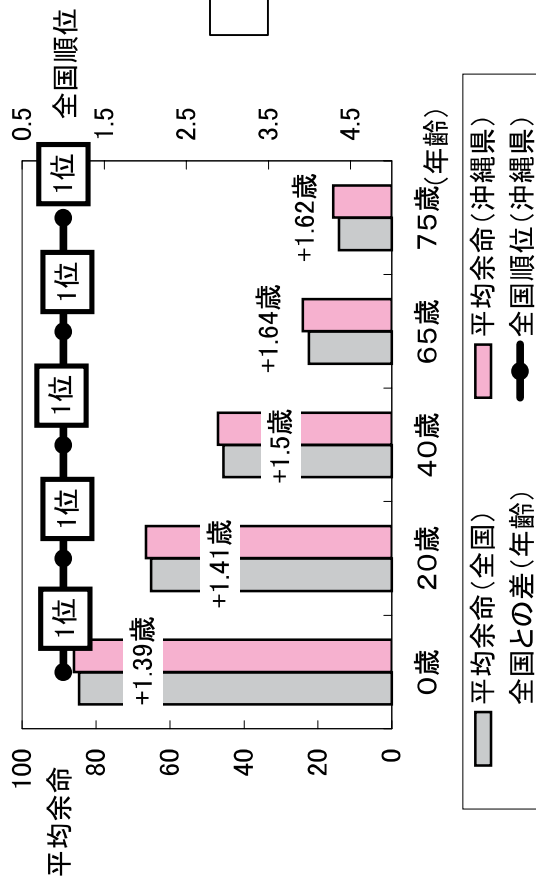 平均余命
全国順位
100
80
60
40
20
0
0.5
1.5
2.5
3.5
4.5
1位
1位
1位
1位
1位
+1.39歳
+1.41歳
+1.5歳
+1.64歳
+1.62歳
0歳
20歳
40歳
65歳
75歳
(年齢)
平均余命(全国)
平均余命(沖縄県)
全国との差(年齢)
全国順位(沖縄県)